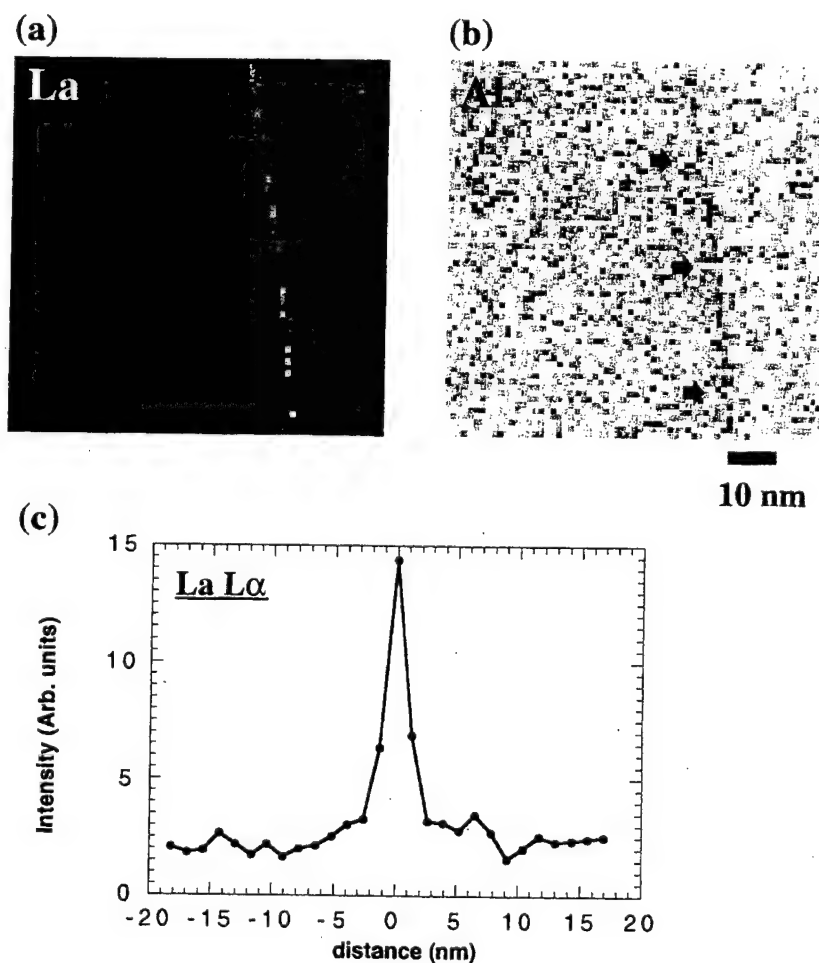 (a)
(b)
La
Al
10 nm
(c)
15
10
5
0
Intensity (Arb. units)
La Lα
-20 -15 -10 -5 0 5 10 15 20
distance (nm)